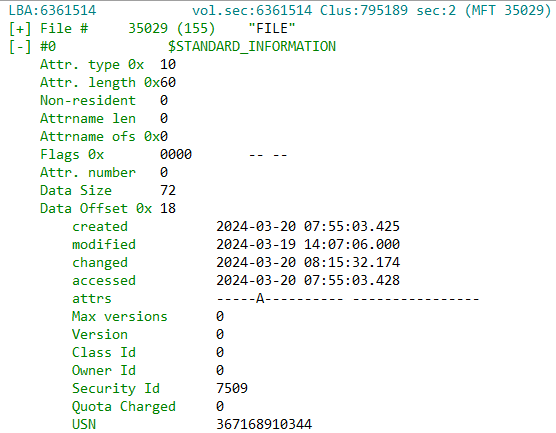 LBA:6361514 vol.sec:6361514 Clus:795189 sec:2 (MFT 35029)
[+] File # 35029 (155) "FILE"
[-] #0 $STANDARD_INFORMATION
Attr. type 0x 10
Attr. length 0x60
Non-resident 0
Attrname len 0
Attrname ofs 0x0
Flags 0x 0000 -- --
Attr. number 0
Data Size 72
Data Offset 0x 18
created 2024-03-20 07:55:03.425
modified 2024-03-19 14:07:06.000
changed 2024-03-20 08:15:32.174
accessed 2024-03-20 07:55:03.428
attrs -----A---------- ----------------
Max versions 0
Version 0
Class Id 0
Owner Id 0
Security Id 7509
Quota Charged 0
USN 367168910344